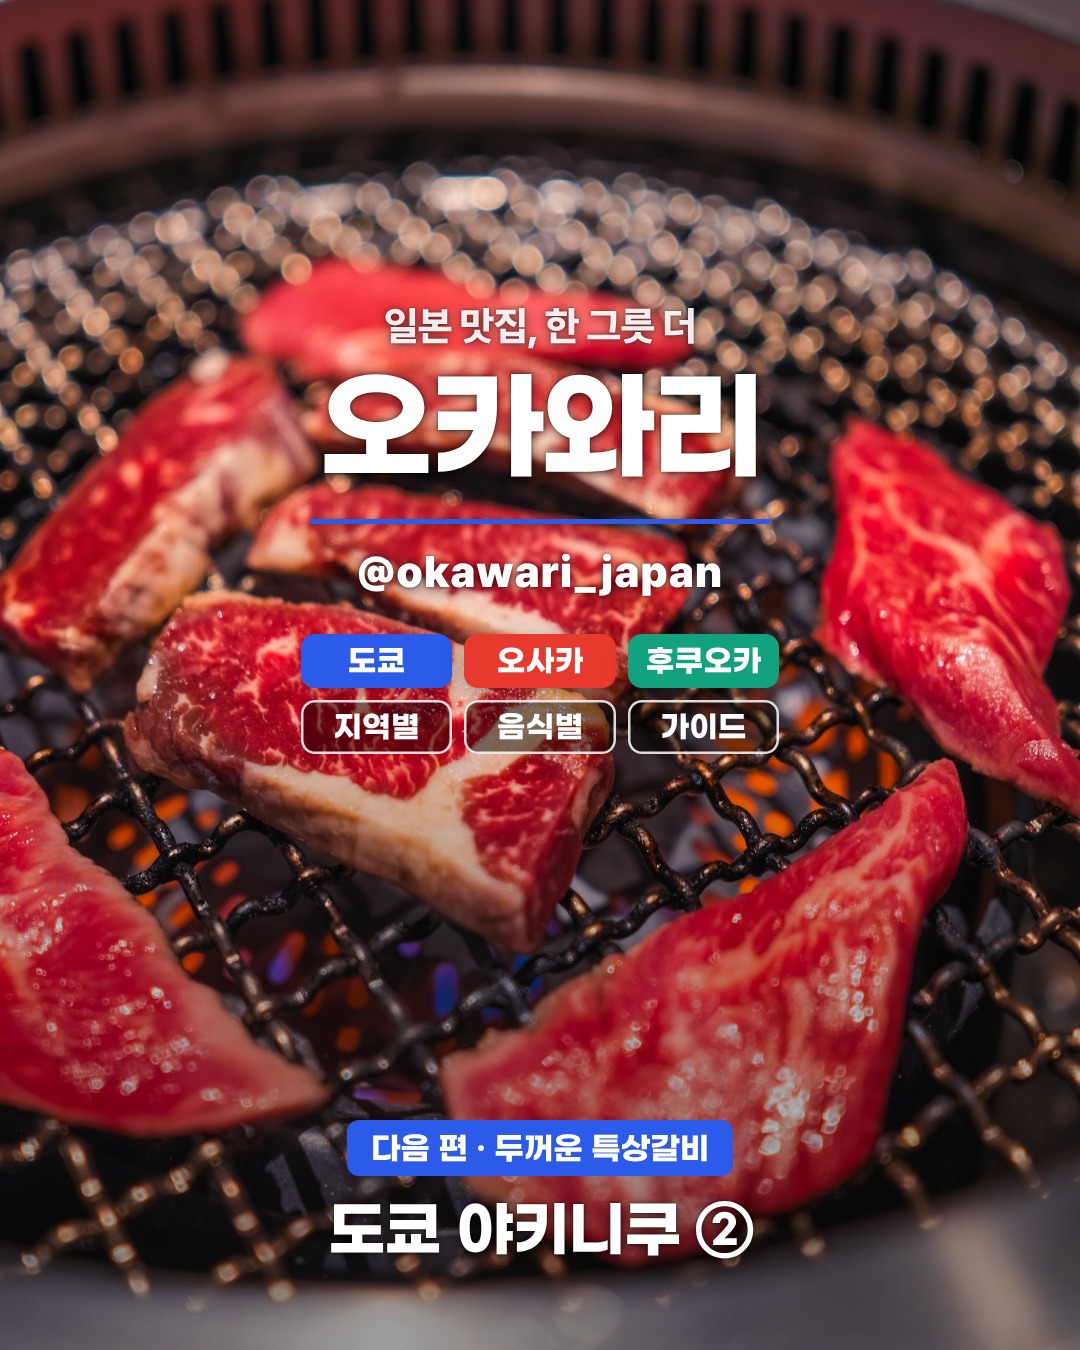 일본 맛집, 한 그릇 더
오카와리
@okawari_japan
도쿄 오사카 후쿠오카
지역별 음식별 가이드
다음 편 · 두꺼운 특상갈비
도쿄 야키니쿠 ②